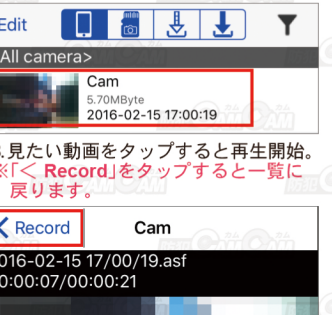 Edit
All camera>
Cam
5.70MByte
2016-02-15 17:00:19
.見たい動画をタップすると再生開始。
※「< Record」をタップすると一覧に
戻ります。
< Record
Cam
016-02-15 17/00/19.asf
0:00:07/00:00:21